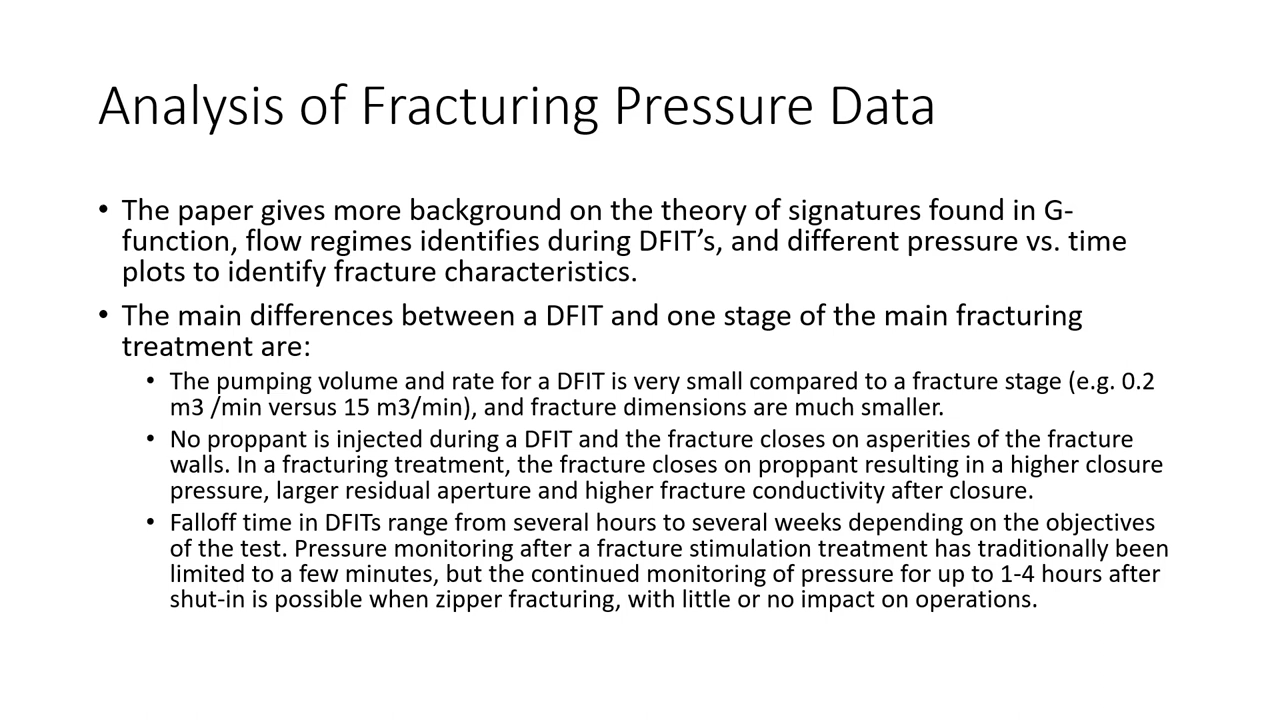 Analysis of Fracturing Pressure Data
• The paper gives more background on the theory of signatures found in G-
function, flow regimes identifies during DFIT’s, and different pressure vs. time
plots to identify fracture characteristics.
• The main differences between a DFIT and one stage of the main fracturing
treatment are:
• The pumping volume and rate for a DFIT is very small compared to a fracture stage (e.g. 0.2
m3 /min versus 15 m3/min), and fracture dimensions are much smaller.
• No proppant is injected during a DFIT and the fracture closes on asperities of the fracture
walls. In a fracturing treatment, the fracture closes on proppant resulting in a higher closure
pressure, larger residual aperture and higher fracture conductivity after closure.
• Falloff time in DFITs range from several hours to several weeks depending on the objectives
of the test. Pressure monitoring after a fracture stimulation treatment has traditionally been
limited to a few minutes, but the continued monitoring of pressure for up to 1-4 hours after
shut-in is possible when zipper fracturing, with little or no impact on operations.